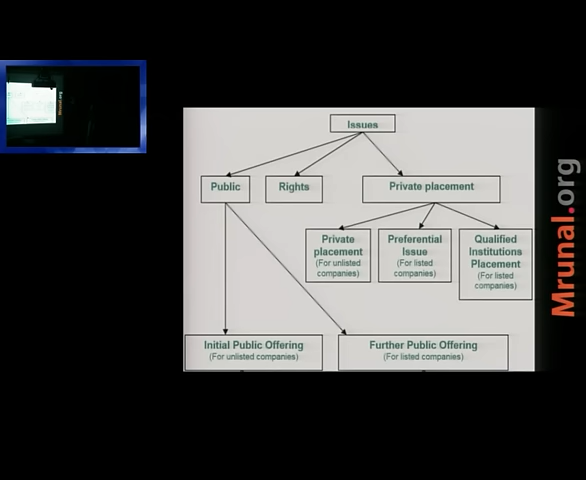 Issues
Public
Rights
Private placement
Private
placement
(For unlisted
companies)
Preferential
Issue
(For listed
companies)
Qualified
Institutions
Placement
(For listed
companies)
Initial Public Offering
(For unlisted companies)
Further Public Offering
(For listed companies)
Mrunal.org